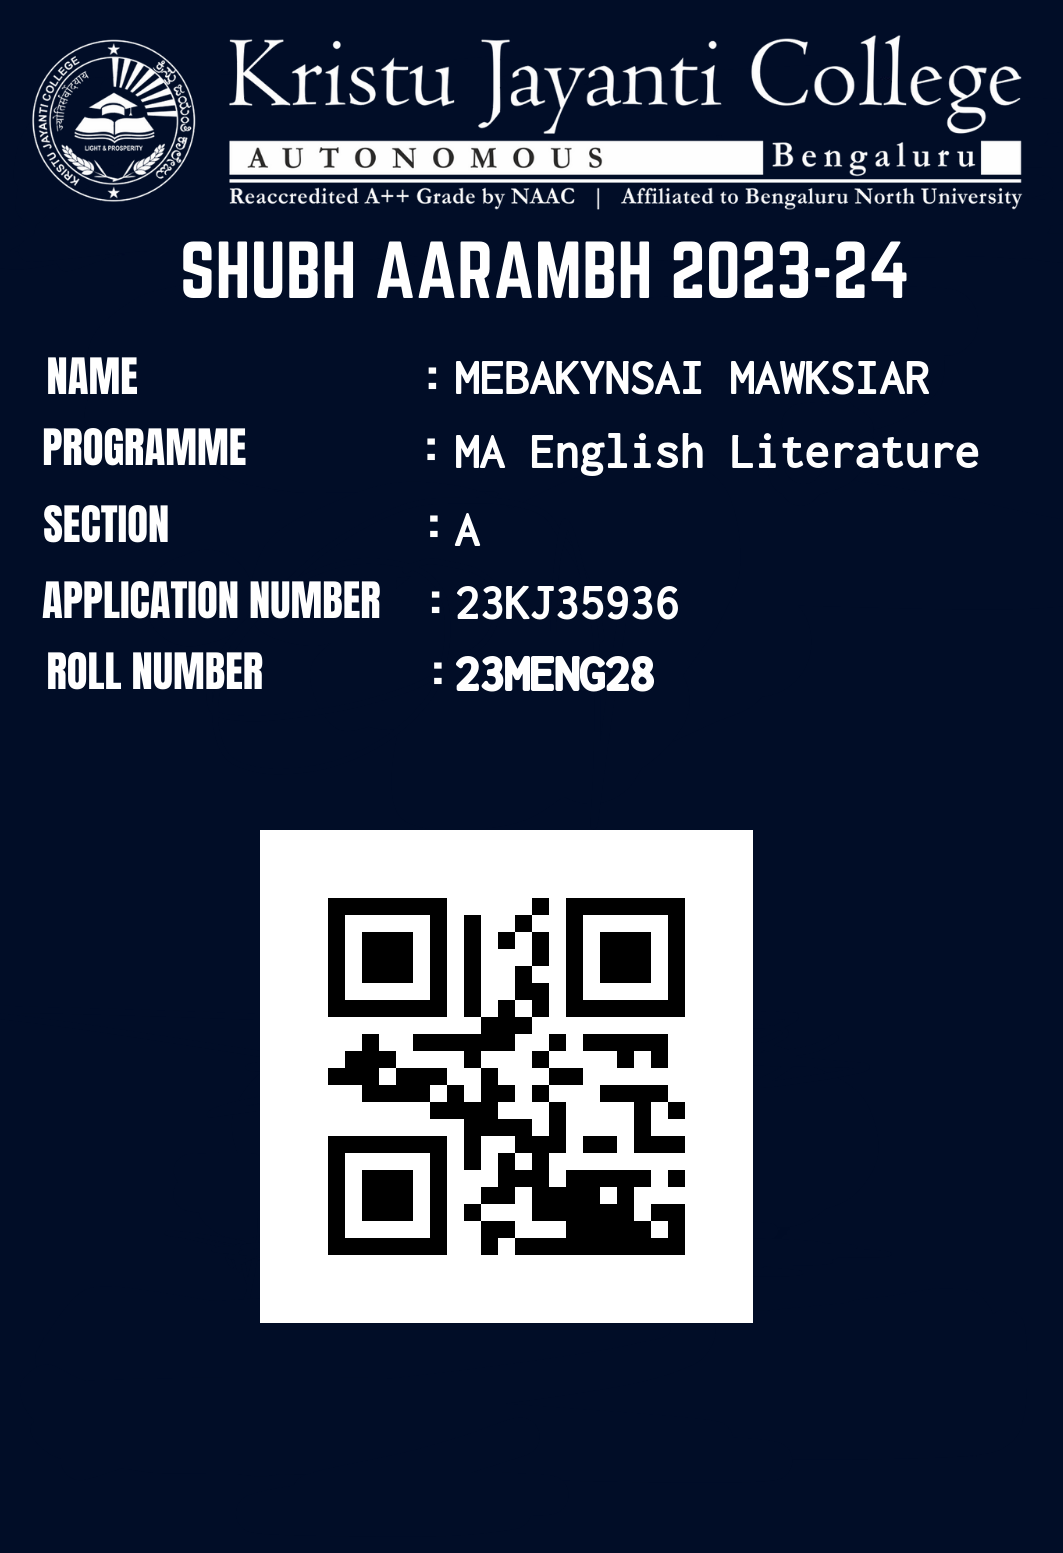 KRISTU JAYANTI COLLEGE
ಕ್ರಿಸ್ತು ಜಯಂತಿ ಕಾಲೇಜು
LIGHT & PROSPERITY
Kristu Jayanti College
AUTONOMOUS Bengaluru
Reaccredited A++ Grade by NAAC | Affiliated to Bengaluru North University
SHUBH AARAMBH 2023-24
NAME : MEBAKYNSAI MAWKSIAR
PROGRAMME : MA English Literature
SECTION : A
APPLICATION NUMBER : 23KJ35936
ROLL NUMBER : 23MENG28